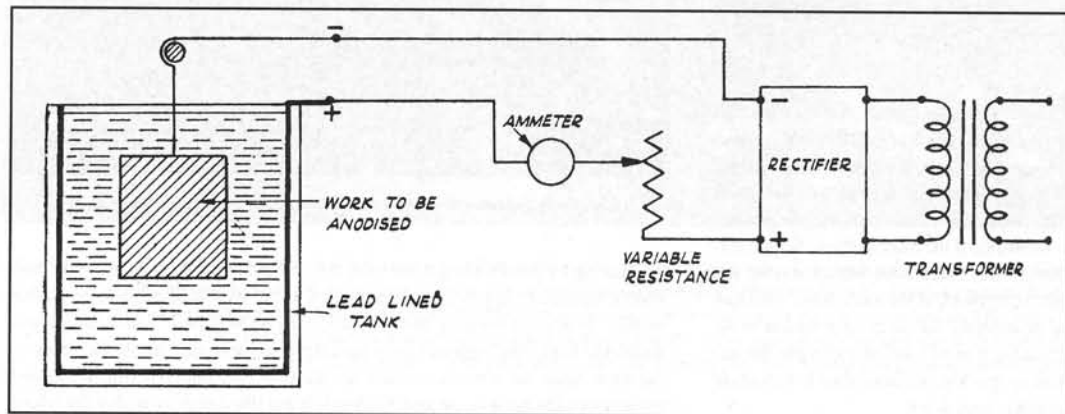 −
−
+
AMMETER
RECTIFIER
WORK TO BE
ANODISED
+
VARIABLE
RESISTANCE
TRANSFORMER
LEAD LINED
TANK